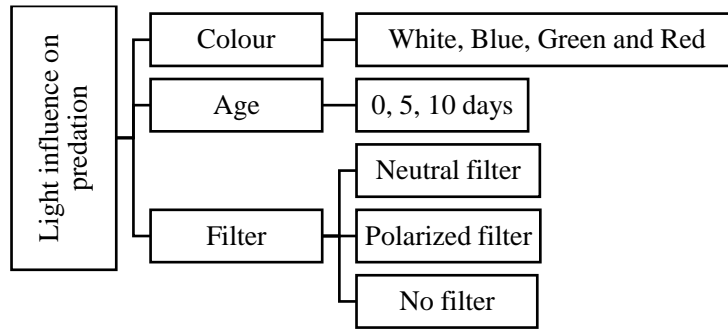 Light influence on
predation
Colour
White, Blue, Green and Red
Age
0, 5, 10 days
Filter
Neutral filter
Polarized filter
No filter